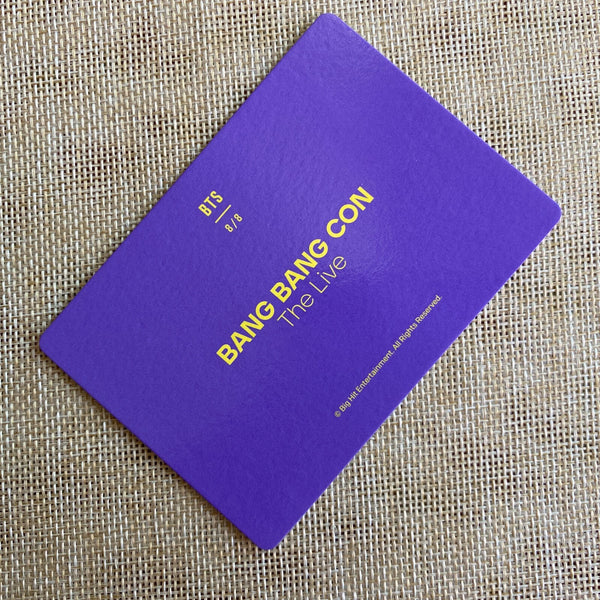 BTS
8/8
BANG BANG CON
The Live
© Big Hit Entertainment. All Rights Reserved.